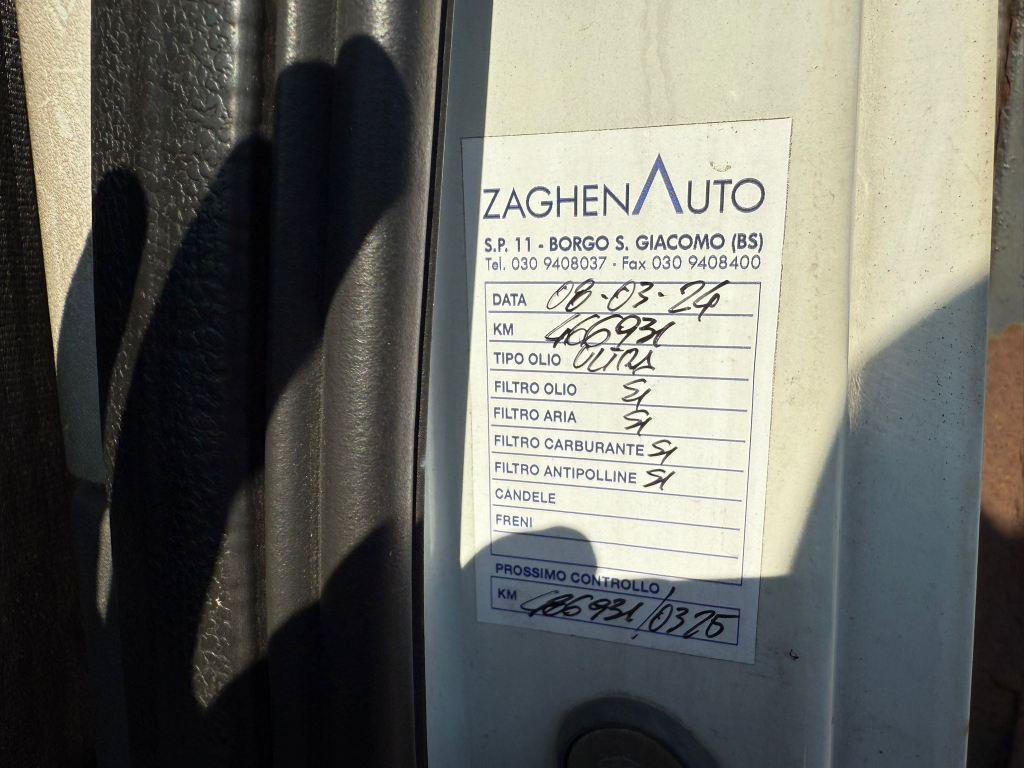 ZAGHENAUTO
S.P. 11 - BORGO S. GIACOMO (BS)
Tel. 030 9408037 - Fax 030 9408400
DATA 08-03-24
KM 466931
TIPO OLIO ULTRA
FILTRO OLIO SI
FILTRO ARIA SI
FILTRO CARBURANTE SI
FILTRO ANTIPOLLINE SI
CANDELE
FRENI
PROSSIMO CONTROLLO
KM 486931/0325